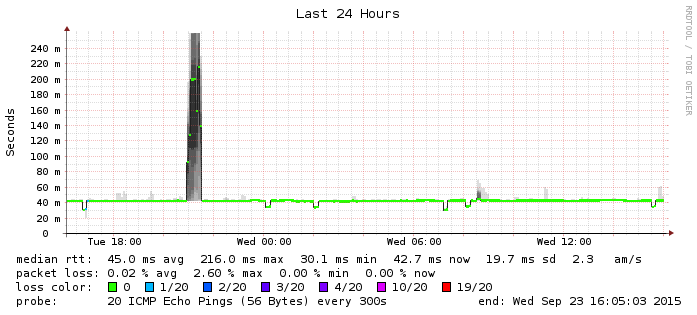 Last 24 Hours
RRDTOOL / TOBI OETIKER
Seconds
240 m
220 m
200 m
180 m
160 m
140 m
120 m
100 m
80 m
60 m
40 m
20 m
0
Tue 18:00 Wed 00:00 Wed 06:00 Wed 12:00
median rtt: 45.0 ms avg 216.0 ms max 30.1 ms min 42.7 ms now 19.7 ms sd 2.3 am/s
packet loss: 0.02 % avg 2.60 % max 0.00 % min 0.00 % now
loss color: 0 1/20 2/20 3/20 4/20 10/20 19/20
probe: 20 ICMP Echo Pings (56 Bytes) every 300s end: Wed Sep 23 16:05:03 2015